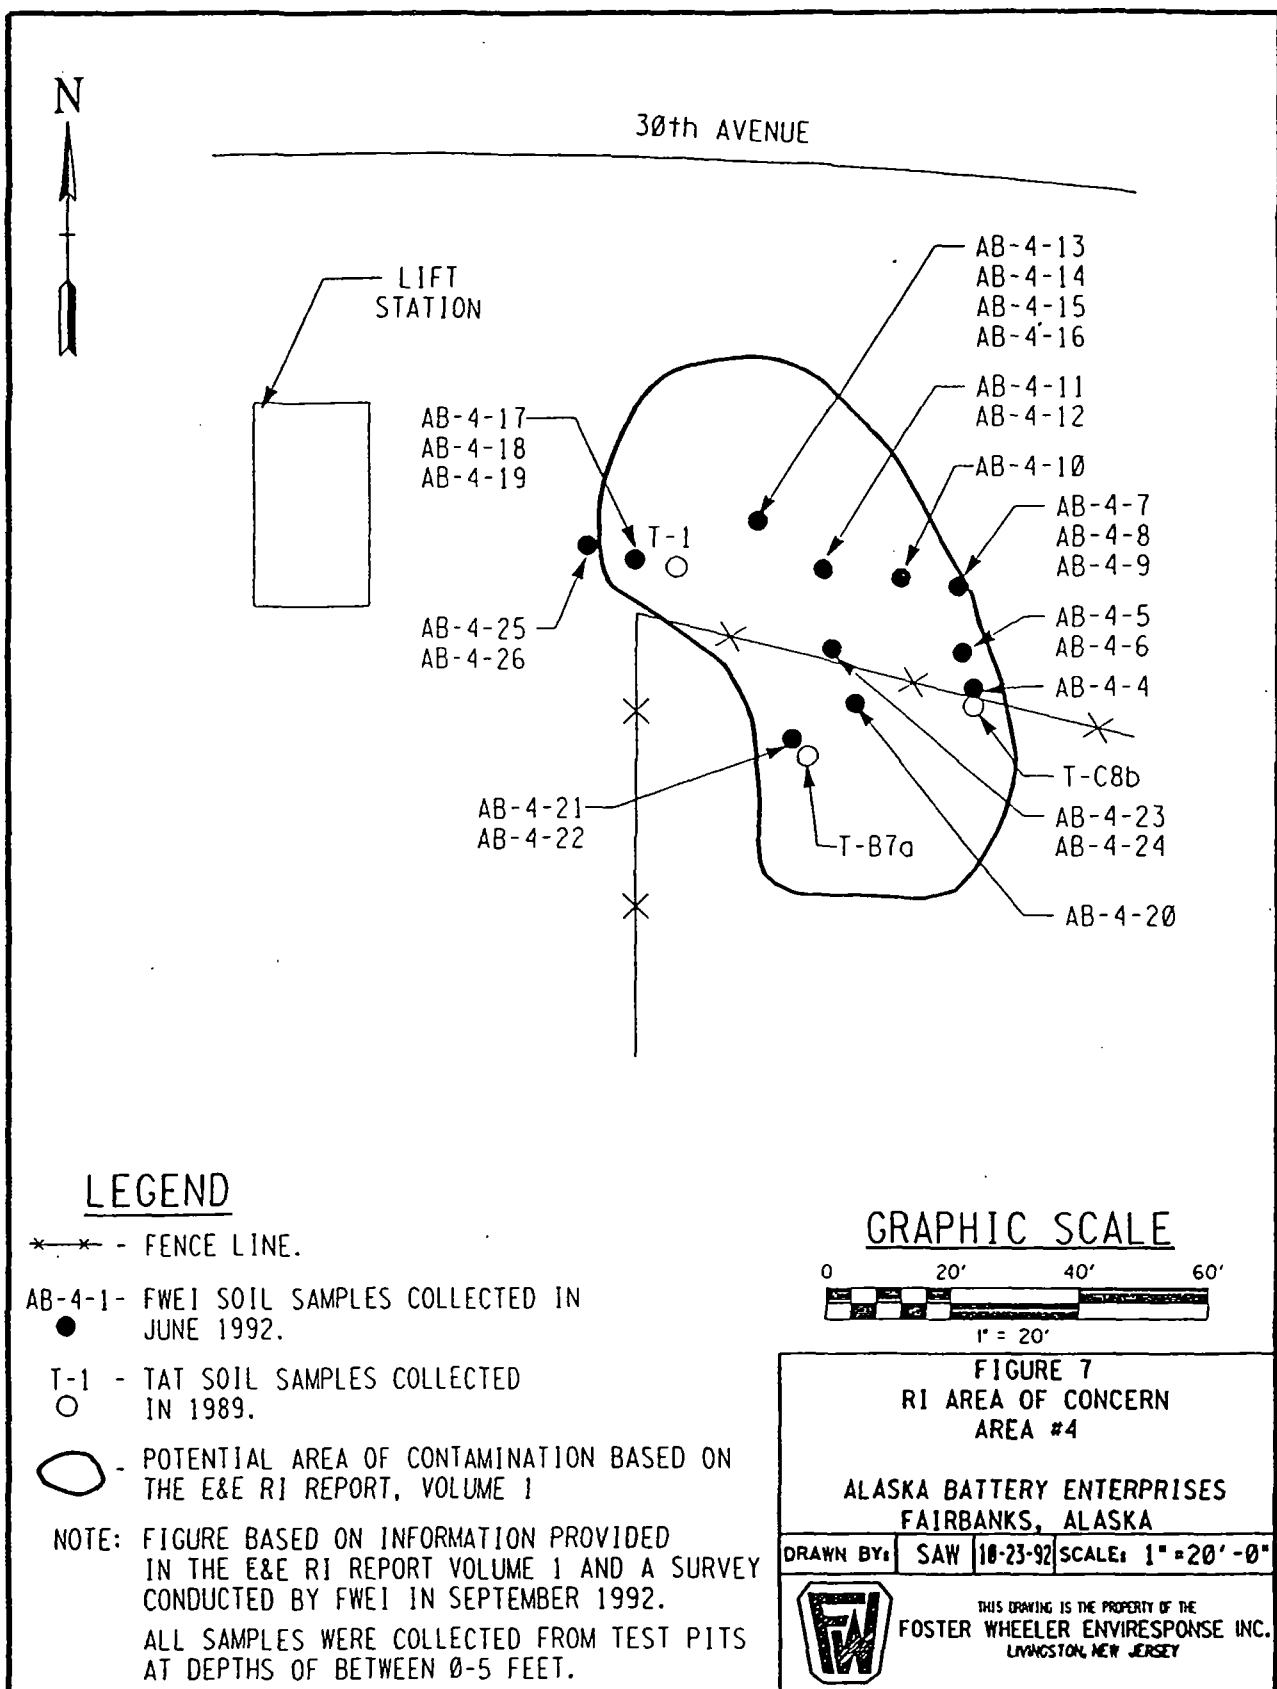 N
30th AVENUE
LIFT
STATION
AB-4-13
AB-4-14
AB-4-15
AB-4-16
AB-4-11
AB-4-12
AB-4-10
AB-4-17
AB-4-18
AB-4-19
T-1
AB-4-7
AB-4-8
AB-4-9
AB-4-25
AB-4-26
AB-4-5
AB-4-6
AB-4-4
T-C8b
AB-4-21
AB-4-22
T-B7a
AB-4-23
AB-4-24
AB-4-20
LEGEND
- FENCE LINE.
AB-4-1 - FWEI SOIL SAMPLES COLLECTED IN
JUNE 1992.
T-1 - TAT SOIL SAMPLES COLLECTED
IN 1989.
- POTENTIAL AREA OF CONTAMINATION BASED ON
THE E&E RI REPORT, VOLUME 1
NOTE: FIGURE BASED ON INFORMATION PROVIDED
IN THE E&E RI REPORT VOLUME 1 AND A SURVEY
CONDUCTED BY FWEI IN SEPTEMBER 1992.
ALL SAMPLES WERE COLLECTED FROM TEST PITS
AT DEPTHS OF BETWEEN 0-5 FEET.
GRAPHIC SCALE
0 20' 40' 60'
1" = 20'
FIGURE 7
RI AREA OF CONCERN
AREA #4
ALASKA BATTERY ENTERPRISES
FAIRBANKS, ALASKA
DRAWN BY: SAW 10-23-92 SCALE: 1" = 20'-0"
FW
THIS DRAWING IS THE PROPERTY OF THE
FOSTER WHEELER ENVIRESPONSE INC.
LIVINGSTON, NEW JERSEY